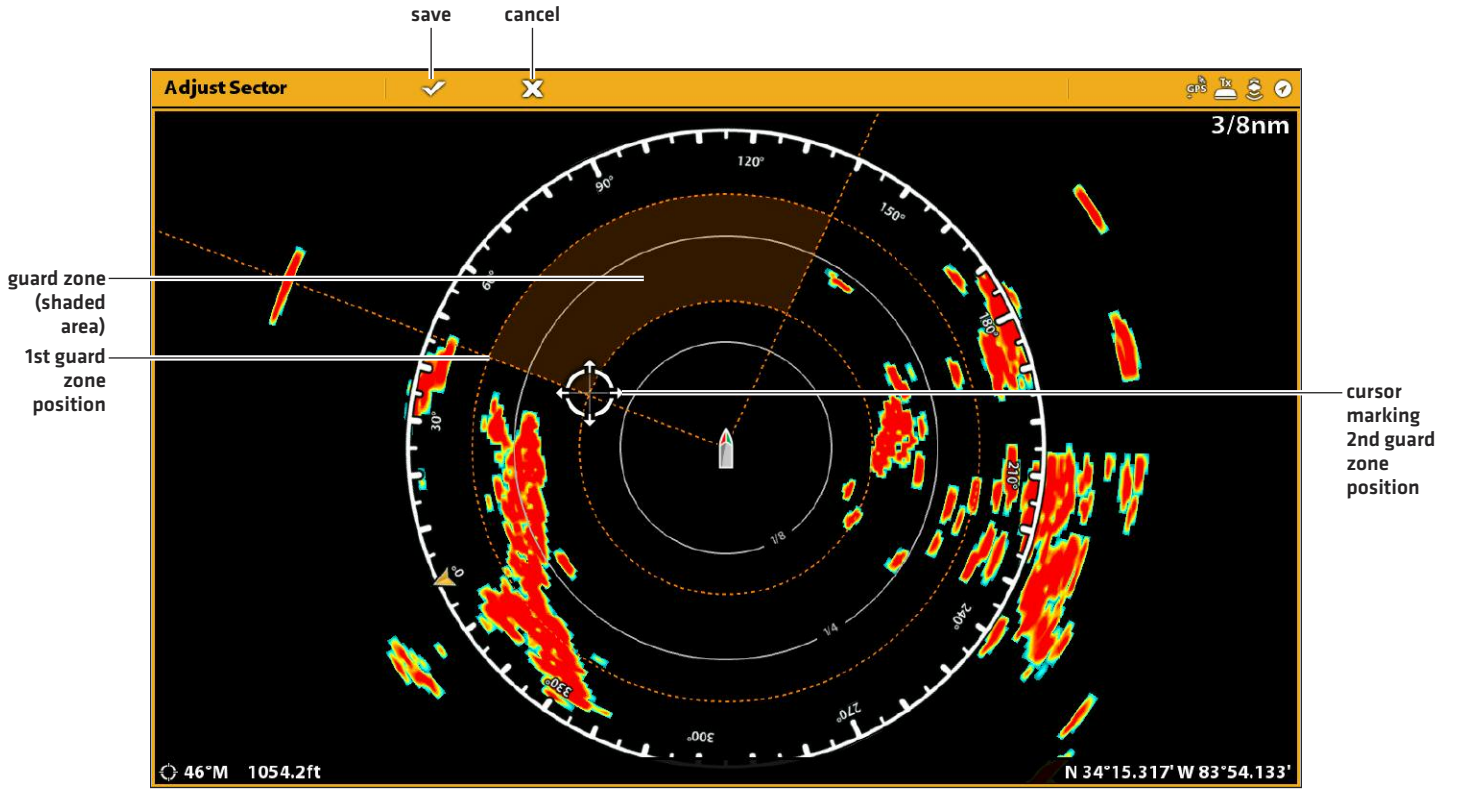 save
cancel
Adjust Sector
GPS
Tx
3/8nm
120°
90°
150°
60°
guard zone
(shaded
area)
180°
1st guard
zone
position
30°
cursor
marking
2nd guard
zone
position
210°
1/8
0°
240°
1/4
330°
270°
300°
46°M 1054.2ft
N 34°15.317' W 83°54.133'